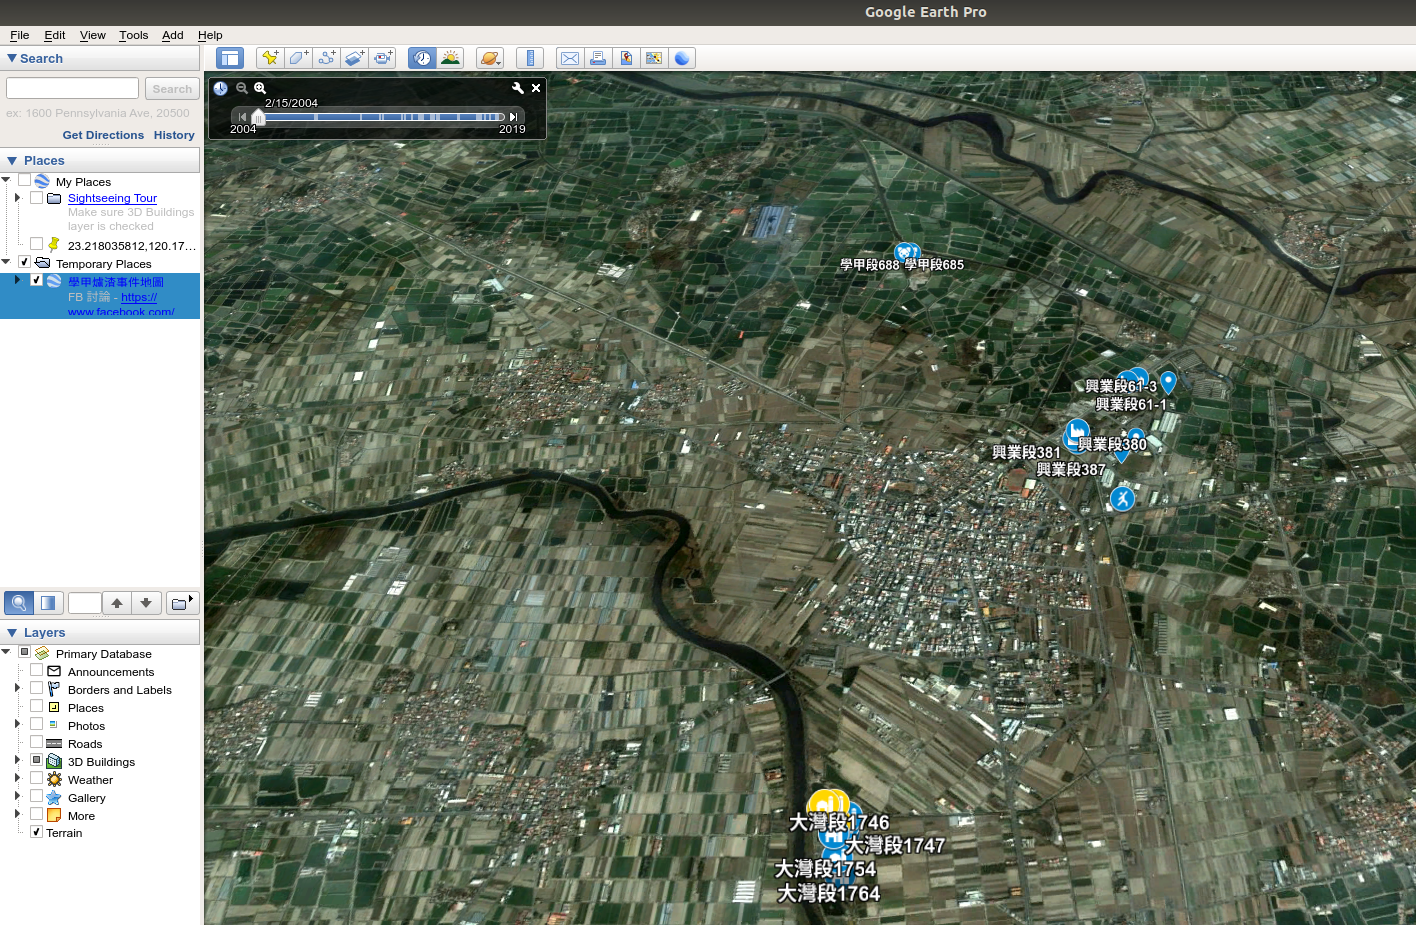 Google Earth Pro
File Edit View Tools Add Help
Search
Search
ex: 1600 Pennsylvania Ave, 20500
Get Directions History
Places
My Places
Sightseeing Tour
Make sure 3D Buildings
layer is checked
23.218035812,120.17...
Temporary Places
學甲爐渣事件地圖
FB 討論 - https://
www.facebook.com/
Layers
Primary Database
Announcements
Borders and Labels
Places
Photos
Roads
3D Buildings
Weather
Gallery
More
Terrain
2/15/2004
2004
2019
學甲段688 學甲段685
興業段61-3
興業段61-1
興業段380
興業段381
興業段387
大灣段1746
大灣段1747
大灣段1754
大灣段1764